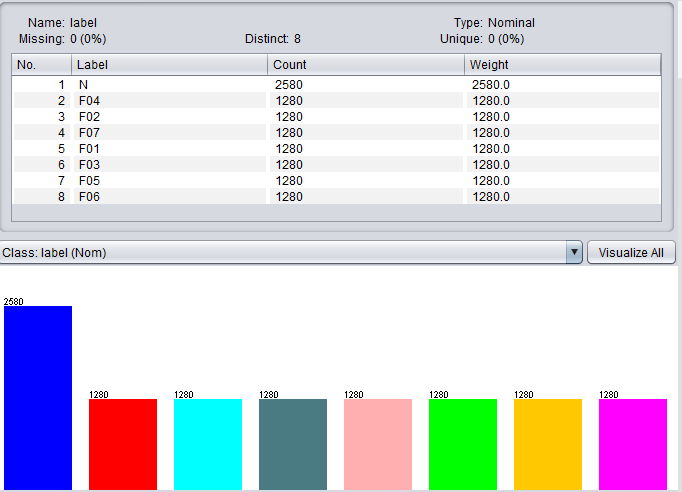 Name: label Type: Nominal
Missing: 0 (0%) Distinct: 8 Unique: 0 (0%)
No. Label Count Weight
1 N 2580 2580.0
2 F04 1280 1280.0
3 F02 1280 1280.0
4 F07 1280 1280.0
5 F01 1280 1280.0
6 F03 1280 1280.0
7 F05 1280 1280.0
8 F06 1280 1280.0
Class: label (Nom) Visualize All
2580
1280 1280 1280 1280 1280 1280 1280